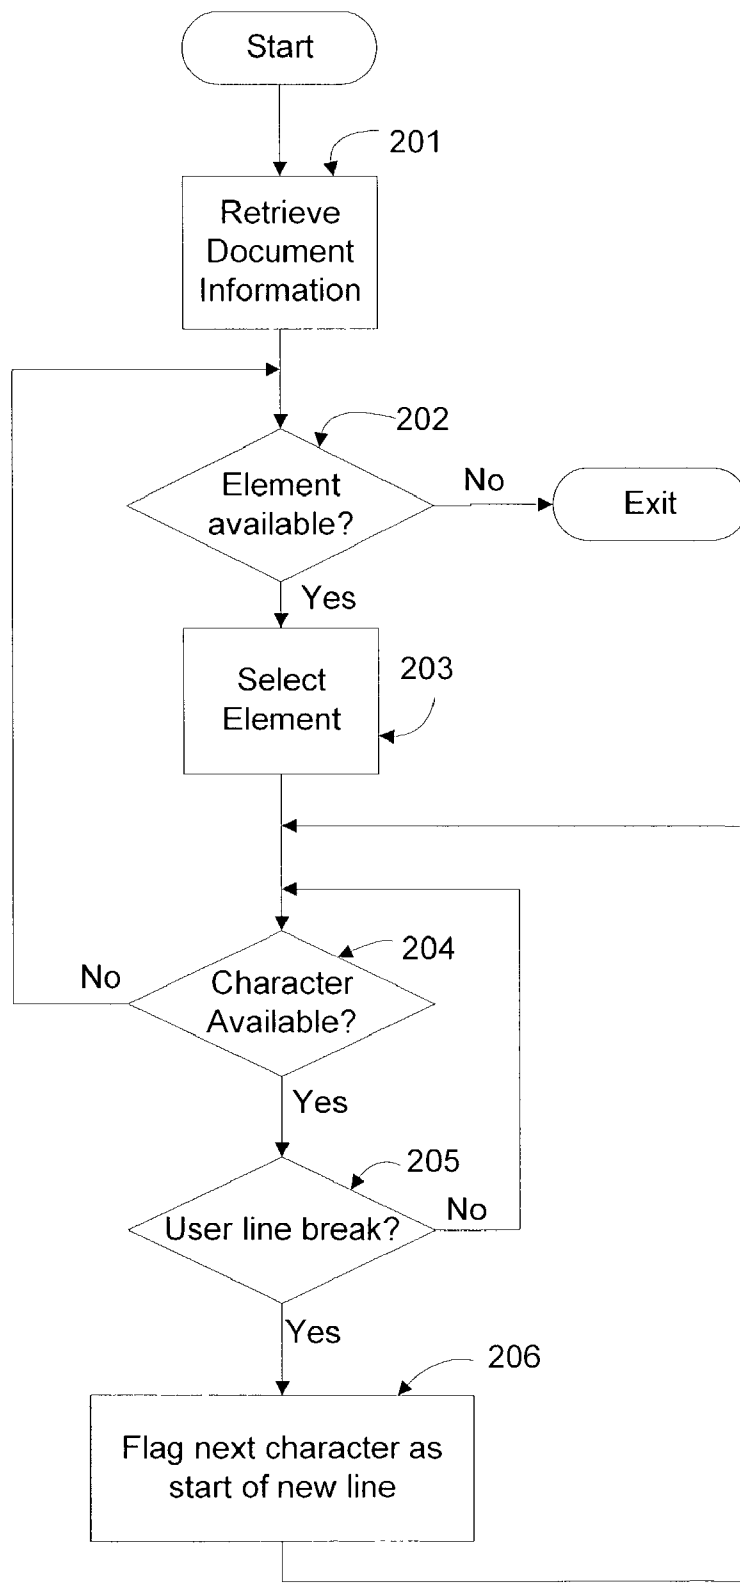 Start
201
Retrieve
Document
Information
202
Element
available?
No
Exit
Yes
Select
Element
203
204
Character
Available?
No
Yes
205
User line break?
No
Yes
206
Flag next character as
start of new line